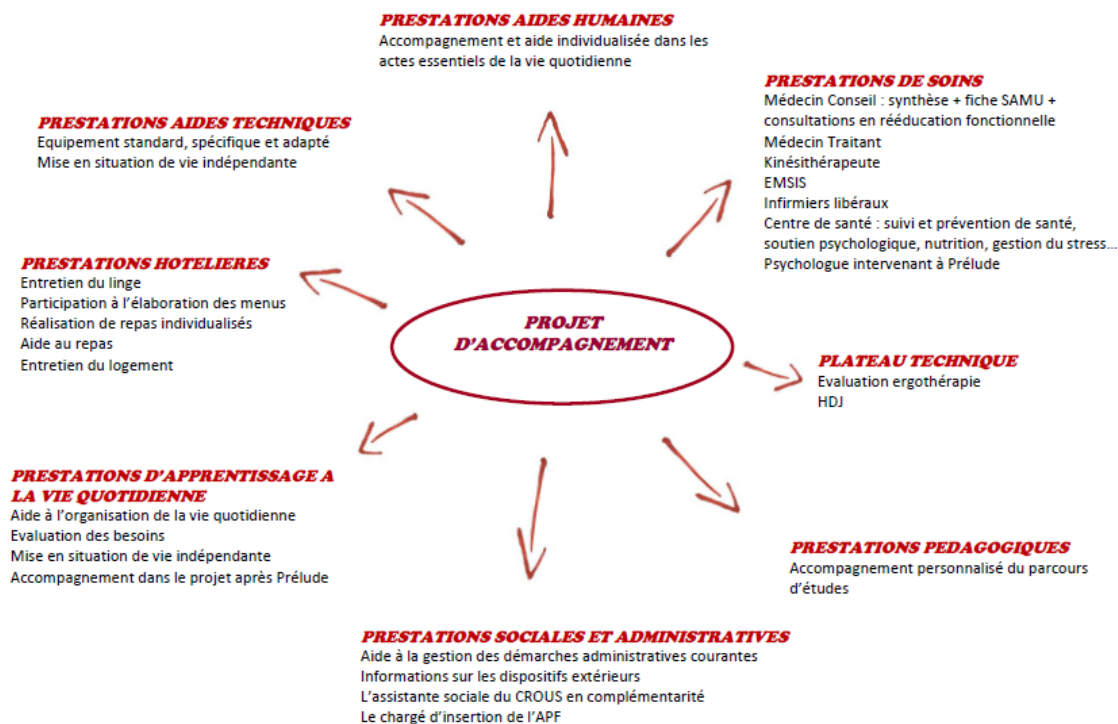 PRESTATIONS AIDES HUMAINES
Accompagnement et aide individualisée dans les
actes essentiels de la vie quotidienne
PRESTATIONS DE SOINS
Médecin Conseil : synthèse + fiche SAMU +
consultations en rééducation fonctionnelle
Médecin Traitant
Kinésithérapeute
EMSIS
Infirmiers libéraux
Centre de santé : suivi et prévention de santé,
soutien psychologique, nutrition, gestion du stress…
Psychologue intervenant à Prélude
PRESTATIONS AIDES TECHNIQUES
Equipement standard, spécifique et adapté
Mise en situation de vie indépendante
PRESTATIONS HOTELIERES
Entretien du linge
Participation à l'élaboration des menus
Réalisation de repas individualisés
Aide au repas
Entretien du logement
PROJET
D'ACCOMPAGNEMENT
PLATEAU TECHNIQUE
Evaluation ergothérapie
HDJ
PRESTATIONS D'APPRENTISSAGE A
LA VIE QUOTIDIENNE
Aide à l'organisation de la vie quotidienne
Evaluation des besoins
Mise en situation de vie indépendante
Accompagnement dans le projet après Prélude
PRESTATIONS PEDAGOGIQUES
Accompagnement personnalisé du parcours
d'études
PRESTATIONS SOCIALES ET ADMINISTRATIVES
Aide à la gestion des démarches administratives courantes
Informations sur les dispositifs extérieurs
L'assistante sociale du CROUS en complémentarité
Le chargé d'insertion de l'APF